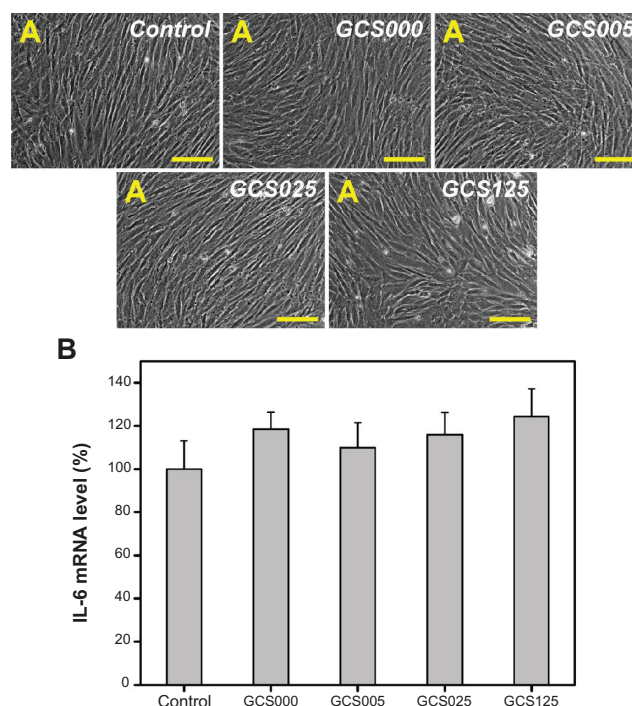 A Control
A GCS000
A GCS005
A GCS025
A GCS125
B
IL-6 mRNA level (%)
140
120
100
80
60
40
20
0
Control GCS000 GCS005 GCS025 GCS125